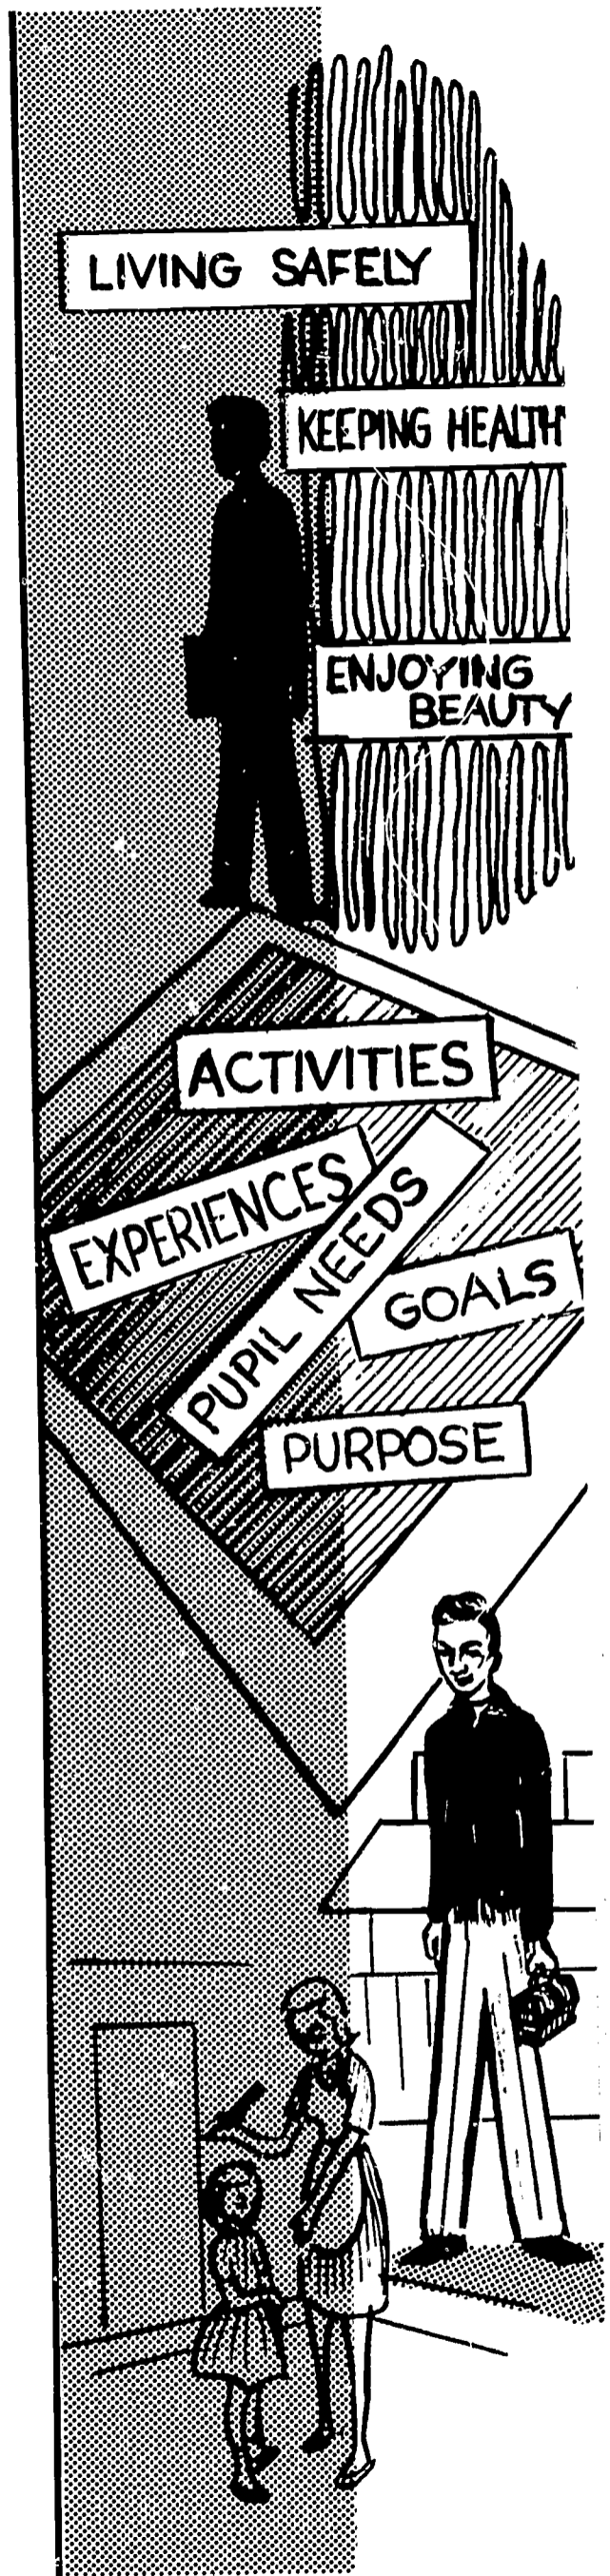 LIVING SAFELY
KEEPING HEALTH
ENJOYING
BEAUTY
ACTIVITIES
EXPERIENCES
PUPIL NEEDS
GOALS
PURPOSE